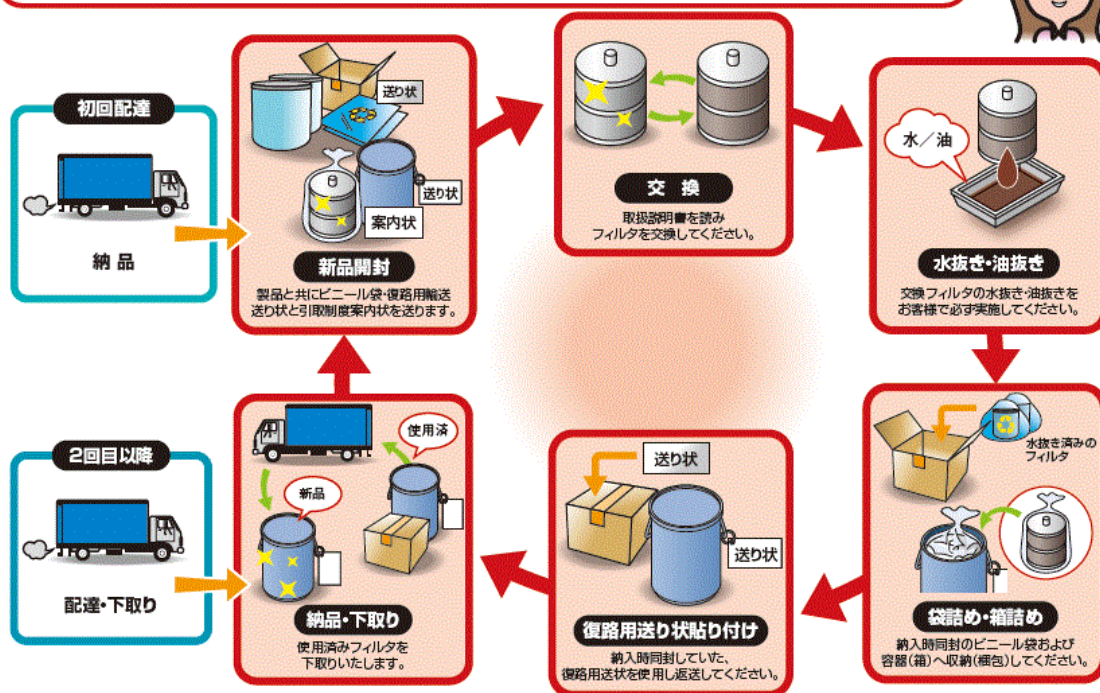 初回配達
納品
送り状
送り状
案内状
新品開封
製品と共にビニール袋・復路用輸送
送り状と引取制度案内状を送ります。
交換
取扱説明書を読み
フィルタを交換してください。
水／油
水抜き・油抜き
交換フィルタの水抜き・油抜きを
お客様で必ず実施してください。
水抜き済みの
フィルタ
袋詰め・箱詰め
納入時同封のビニール袋および
容器(箱)へ収納(梱包)してください。
送り状
送り状
復路用送り状貼り付け
納入時同封していた、
復路用送状を使用し返送してください。
使用済
新品
納品・下取り
使用済みフィルタを
下取りいたします。
2回目以降
配達・下取り